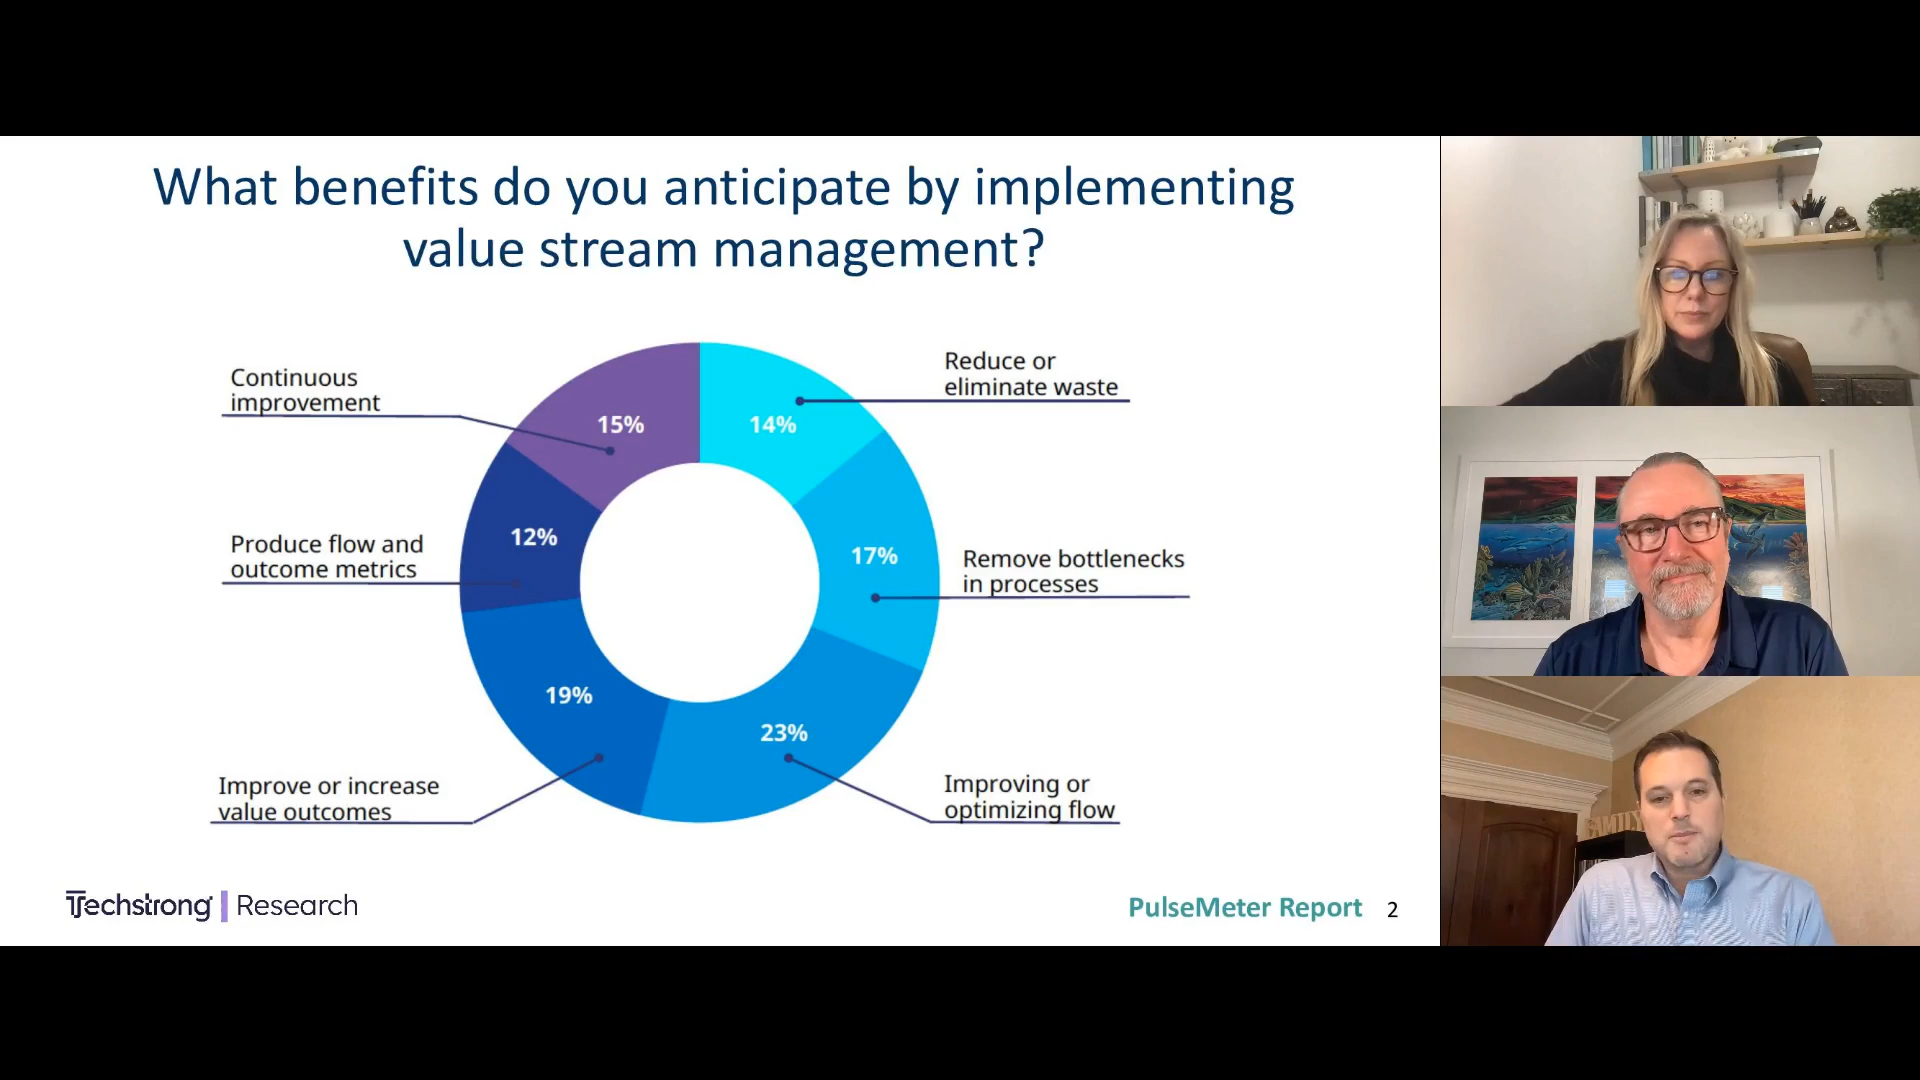 What benefits do you anticipate by implementing
value stream management?
Continuous
improvement
Reduce or
eliminate waste
15%
14%
Produce flow and
outcome metrics
12%
17%
Remove bottlenecks
in processes
19%
23%
Improve or increase
value outcomes
Improving or
optimizing flow
Techstrong | Research
PulseMeter Report 2
FAMILY